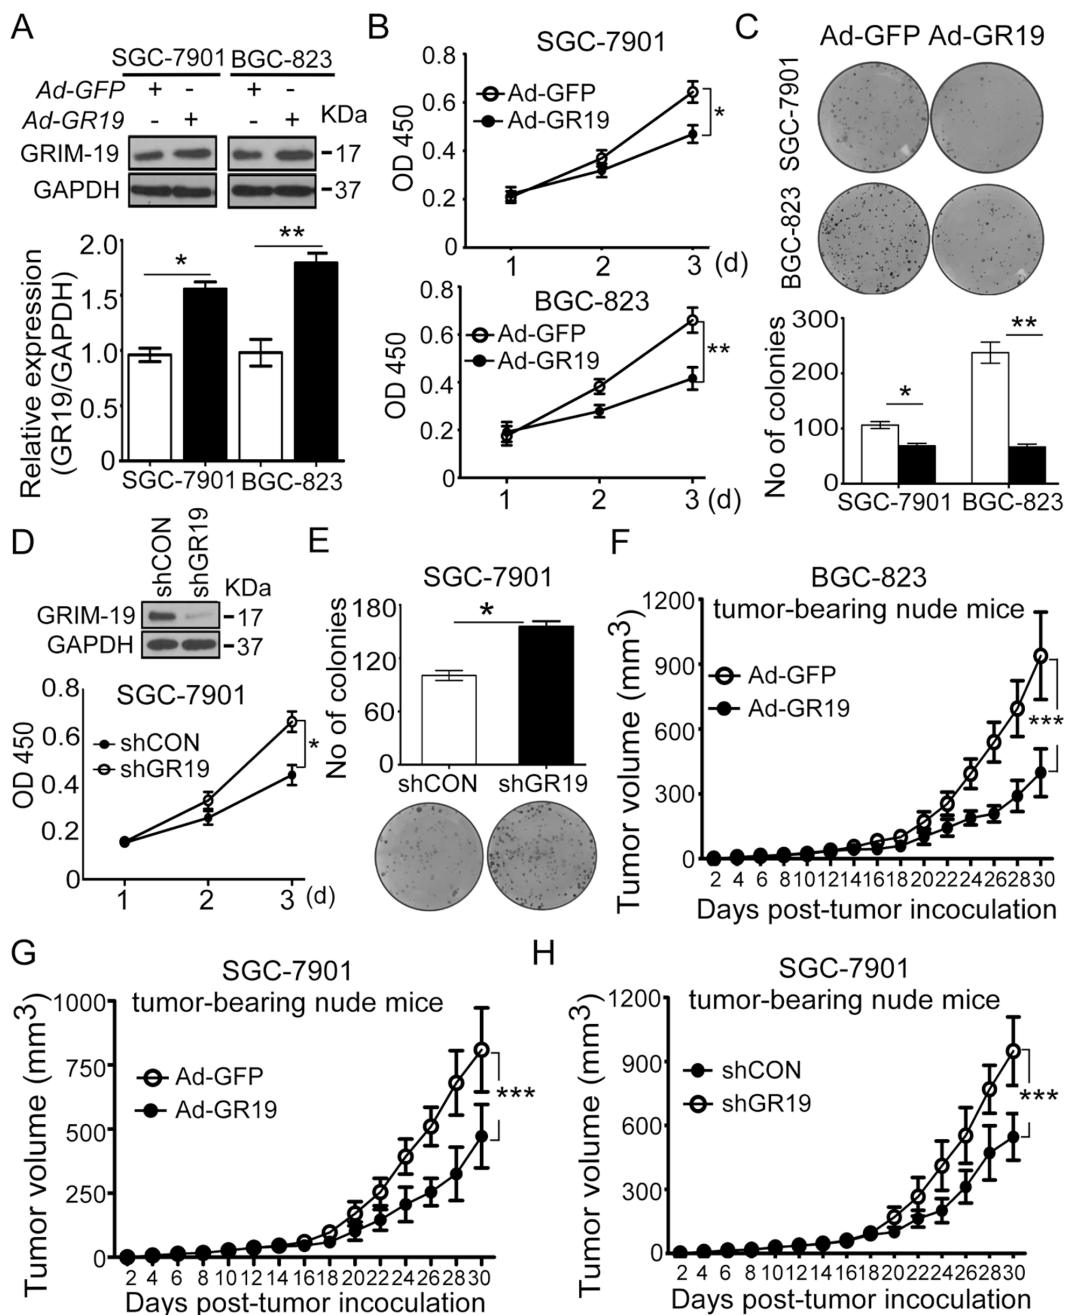 A
SGC-7901 BGC-823
Ad-GFP + - + -
Ad-GR19 - + - + KDa
GRIM-19 -17
GAPDH -37
Relative expression
(GR19/GAPDH)
2.0
1.5
1.0
0.5
0
* **
SGC-7901 BGC-823
B
SGC-7901
OD 450
0.8
0.6
0.4
0.2
0
Ad-GFP
Ad-GR19
*
1 2 3 (d)
BGC-823
OD 450
0.8
0.6
0.4
0.2
0
Ad-GFP
Ad-GR19
**
1 2 3 (d)
C
Ad-GFP Ad-GR19
SGC-7901
BGC-823
No of colonies
300
200
100
0
* **
SGC-7901 BGC-823
D
shCON shGR19
KDa
GRIM-19 -17
GAPDH -37
SGC-7901
OD 450
0.8
0.6
0.4
0.2
0
shCON
shGR19
*
1 2 3 (d)
E
SGC-7901
No of colonies
180
120
60
0
*
shCON shGR19
F
BGC-823
tumor-bearing nude mice
Tumor volume (mm3)
1200
900
600
300
0
Ad-GFP
Ad-GR19
***
2 4 6 8 10 12 14 16 18 20 22 24 26 28 30
Days post-tumor incoculation
G
SGC-7901
tumor-bearing nude mice
Tumor volume (mm3)
1000
750
500
250
0
Ad-GFP
Ad-GR19
***
2 4 6 8 10 12 14 16 18 20 22 24 26 28 30
Days post-tumor incoculation
H
SGC-7901
tumor-bearing nude mice
Tumor volume (mm3)
1200
900
600
300
0
shCON
shGR19
***
2 4 6 8 10 12 14 16 18 20 22 24 26 28 30
Days post-tumor incoculation